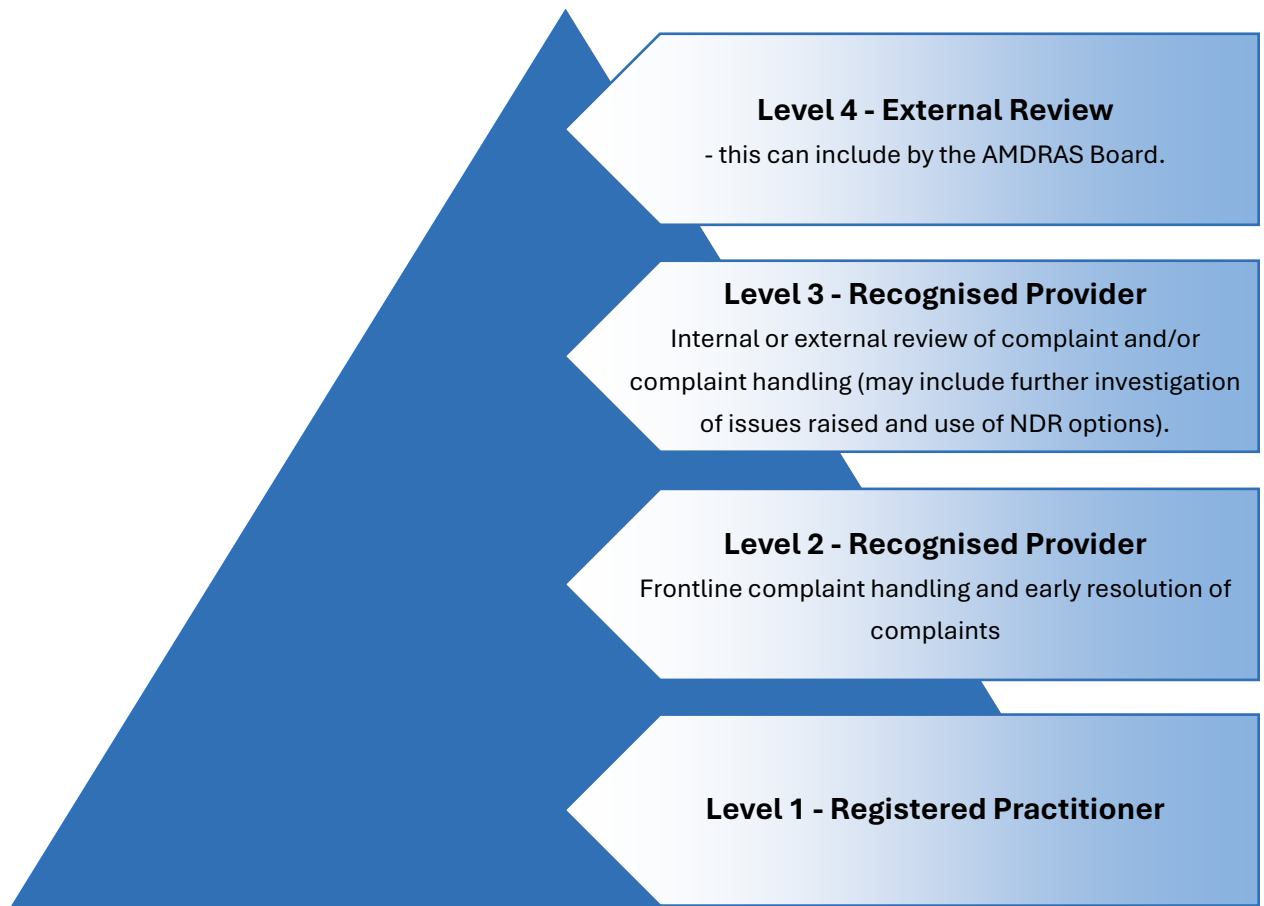 Level 4 - External Review
- this can include by the AMDRAS Board.
Level 3 - Recognised Provider
Internal or external review of complaint and/or
complaint handling (may include further investigation
of issues raised and use of NDR options).
Level 2 - Recognised Provider
Frontline complaint handling and early resolution of
complaints
Level 1 - Registered Practitioner